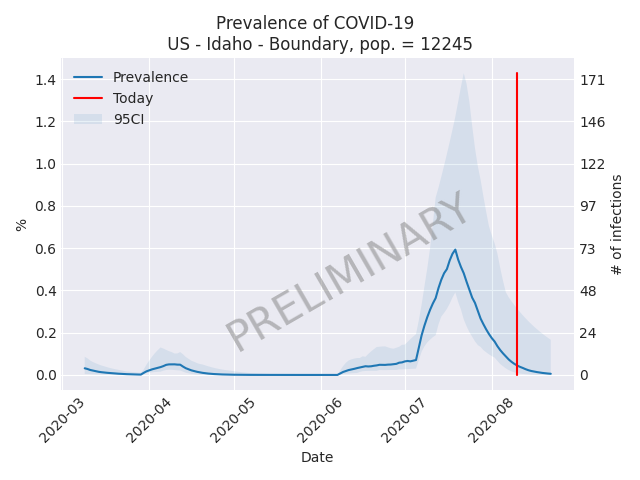 Prevalence of COVID-19
US - Idaho - Boundary, pop. = 12245
Prevalence
Today
95CI
1.4
1.2
1.0
0.8
0.6
0.4
0.2
0.0
%
171
146
122
97
73
48
24
0
# of infections
PRELIMINARY
2020-03
2020-04
2020-05
2020-06
2020-07
2020-08
Date